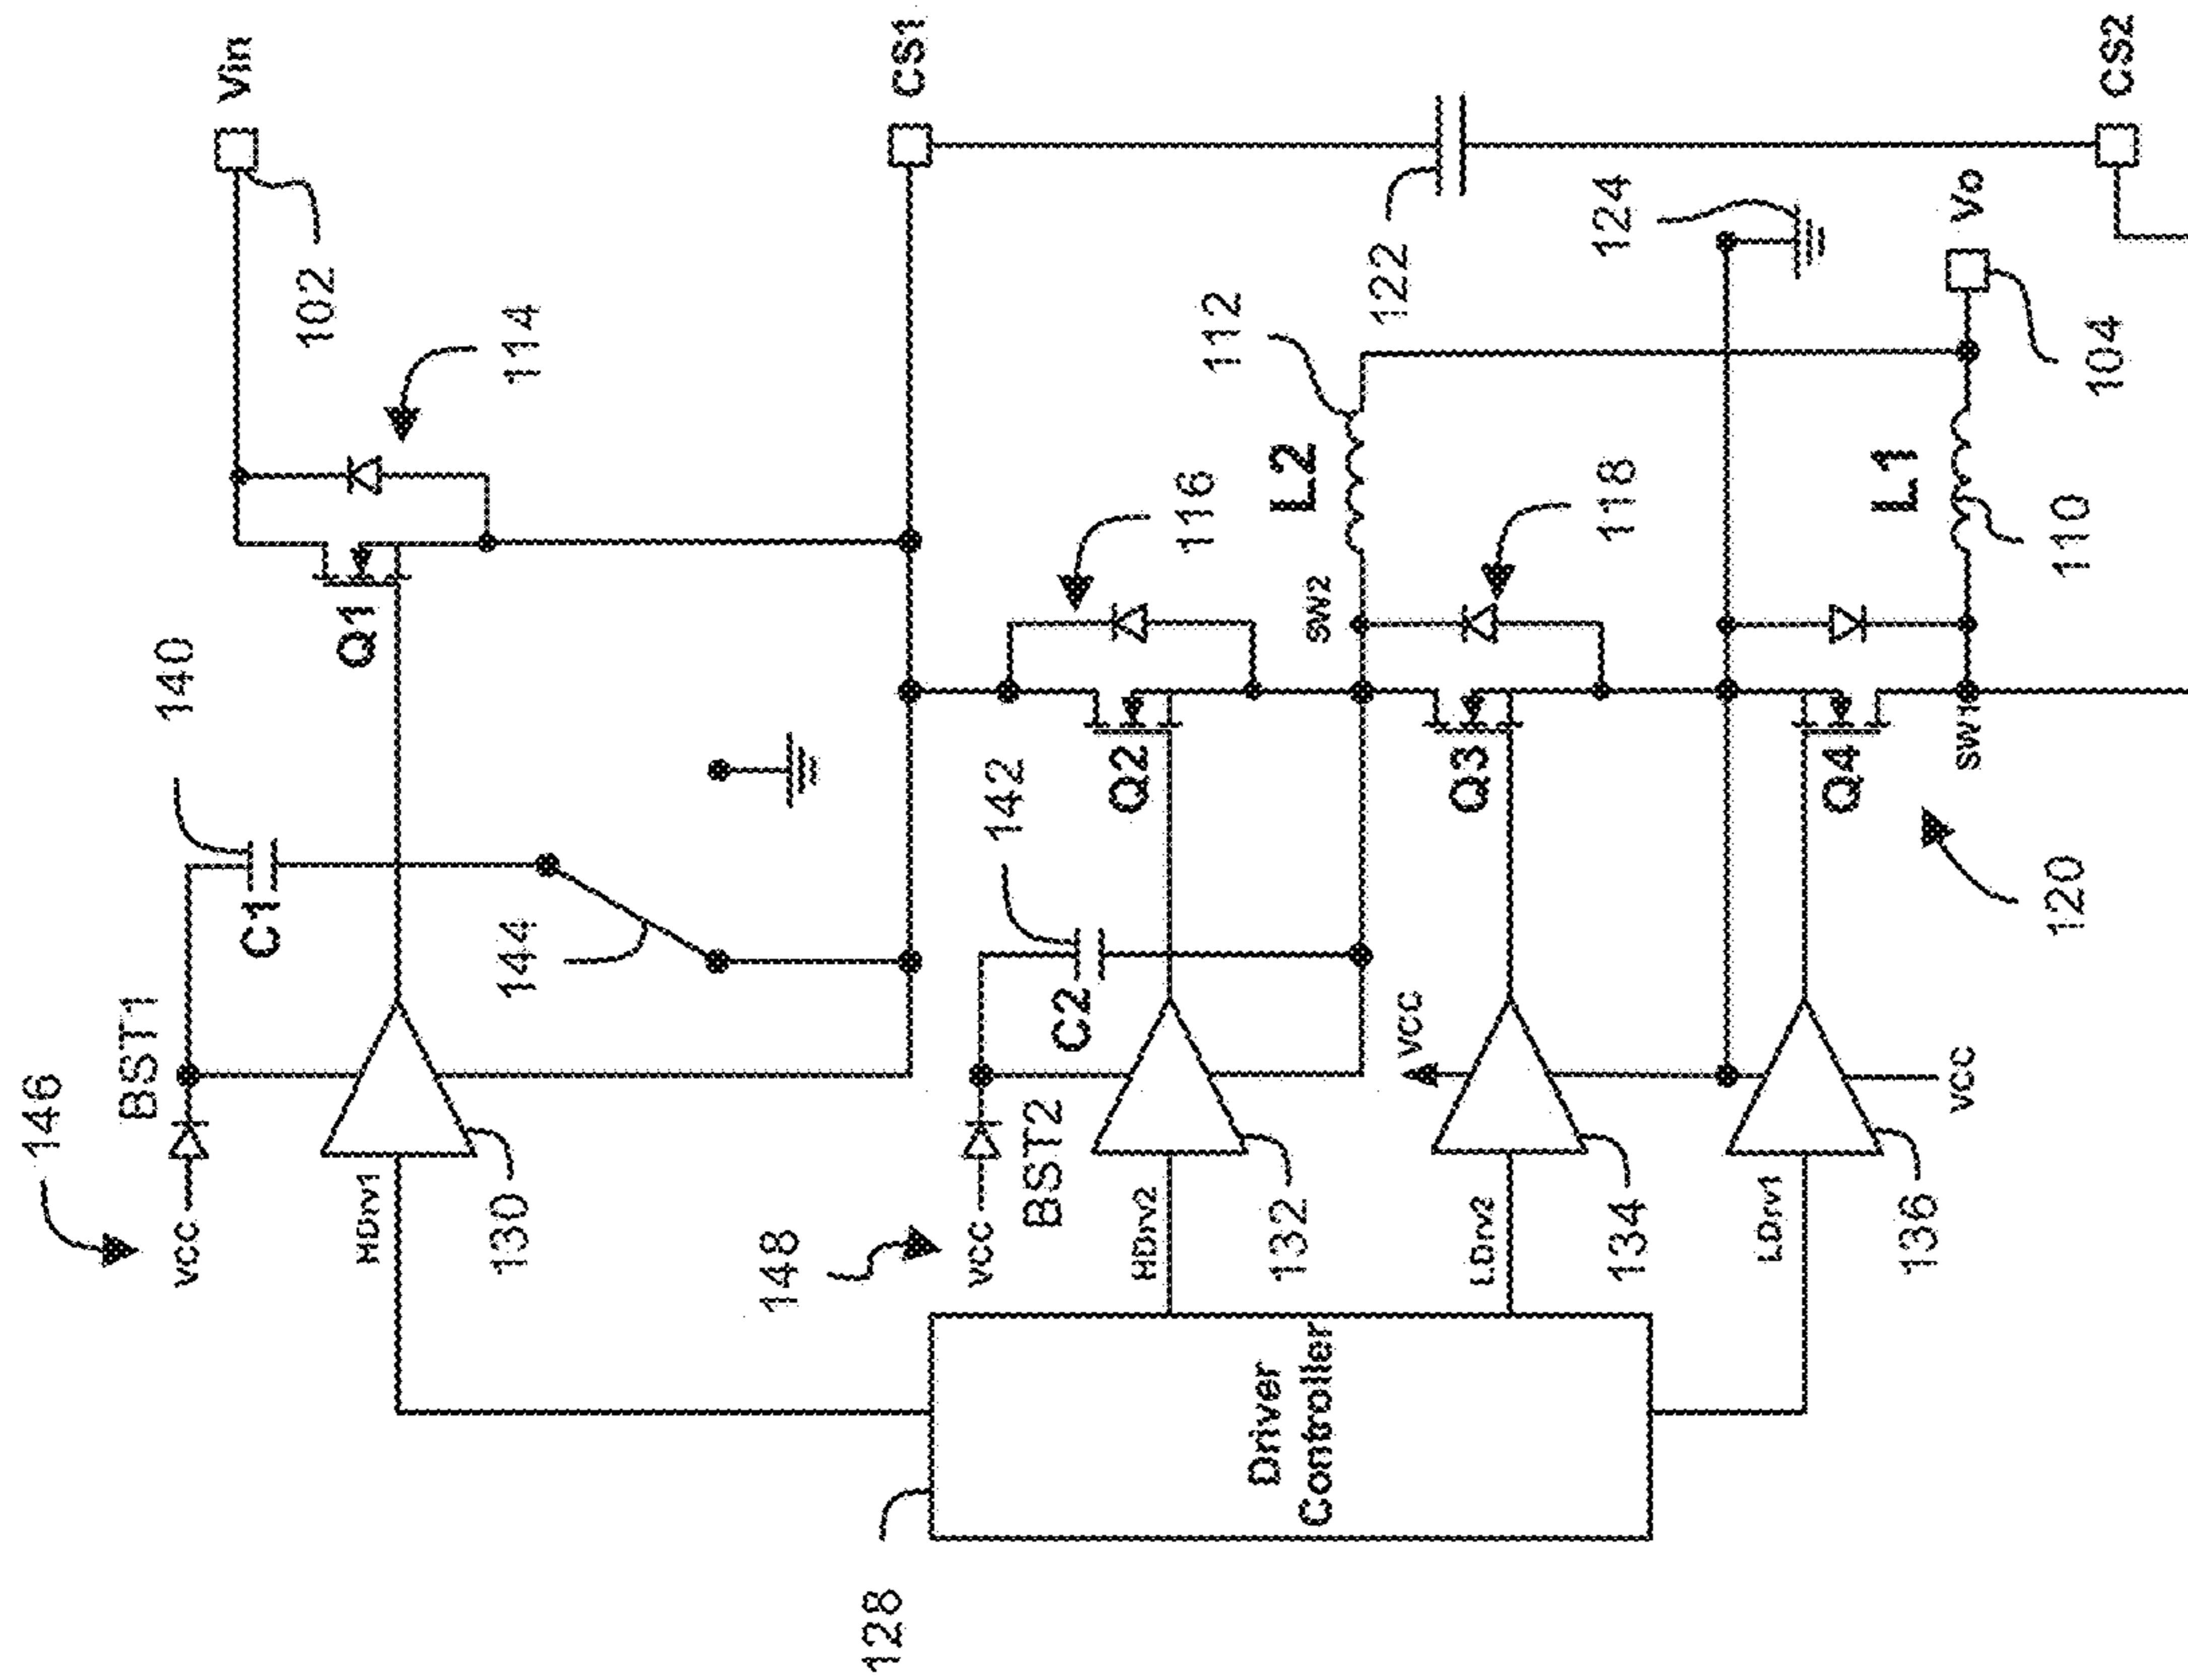 146
VCC
BST1
C1
140
Vin
102
HDrv1
130
Q1
114
144
CS1
148
VCC
BST2
C2
142
Q2
116
HDrv2
132
L2
112
SW2
122
128
Driver
Controller
VCC
LDrv2
134
Q3
118
124
LDrv1
136
VCC
Q4
120
L1
110
Vo
104
CS2